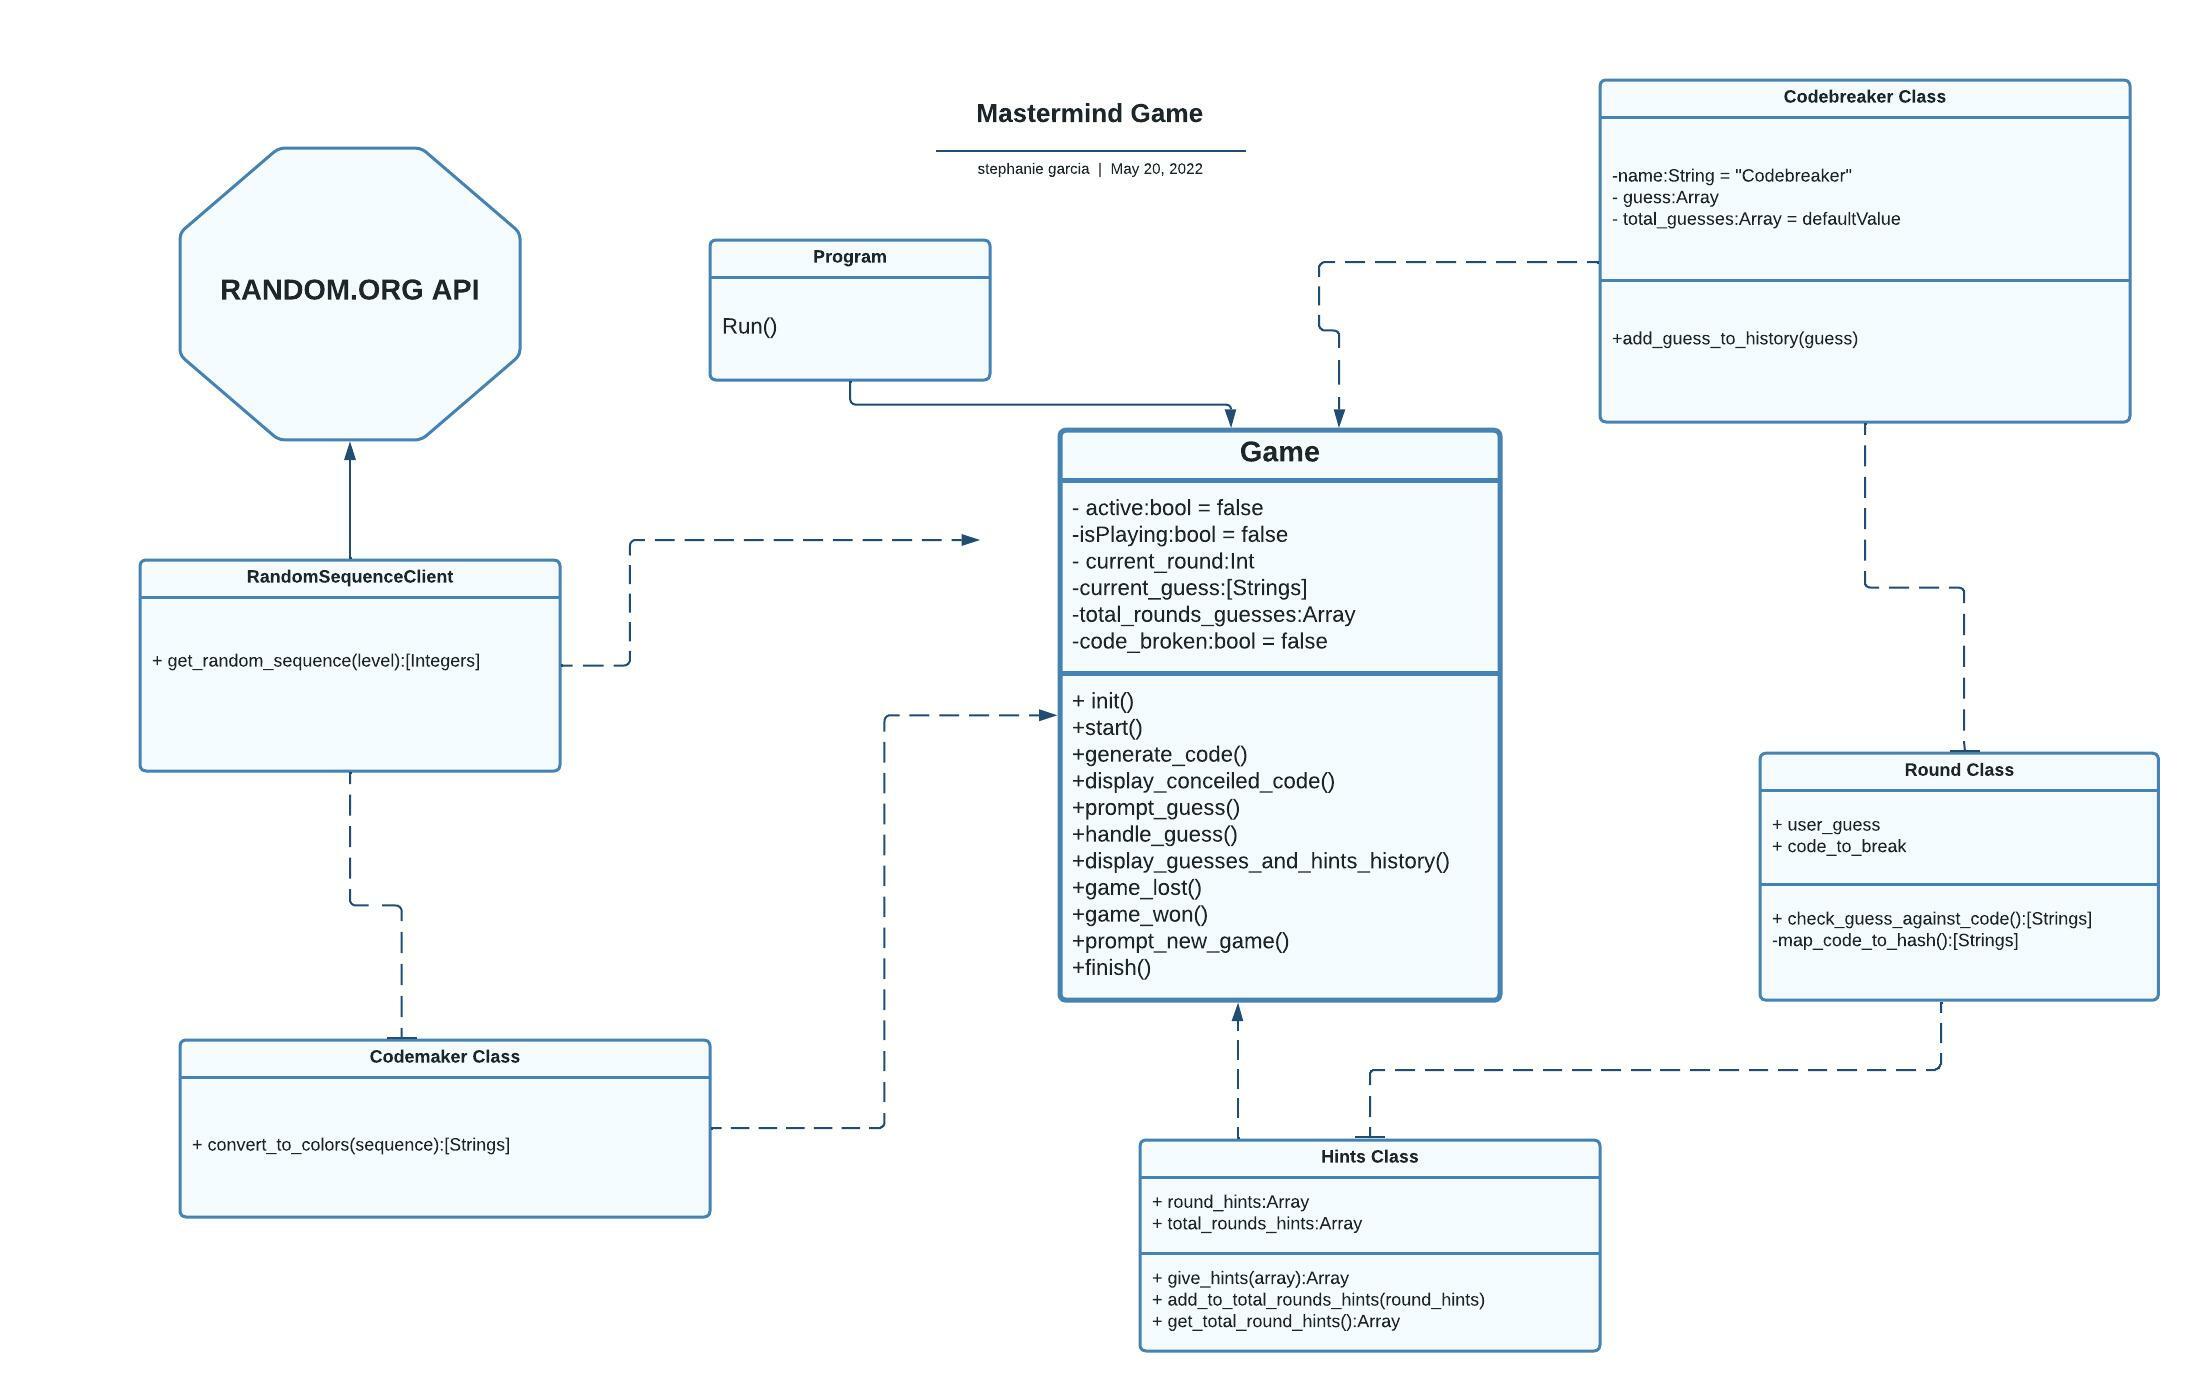 Mastermind Game
stephanie garcia | May 20, 2022
RANDOM.ORG API
Program
Run()
Codebreaker Class
-name:String = "Codebreaker"
- guess:Array
- total_guesses:Array = defaultValue
+add_guess_to_history(guess)
Game
- active:bool = false
-isPlaying:bool = false
- current_round:Int
-current_guess:[Strings]
-total_rounds_guesses:Array
-code_broken:bool = false
+ init()
+start()
+generate_code()
+display_conceiled_code()
+prompt_guess()
+handle_guess()
+display_guesses_and_hints_history()
+game_lost()
+game_won()
+prompt_new_game()
+finish()
RandomSequenceClient
+ get_random_sequence(level):[Integers]
Round Class
+ user_guess
+ code_to_break
+ check_guess_against_code():[Strings]
-map_code_to_hash():[Strings]
Codemaker Class
+ convert_to_colors(sequence):[Strings]
Hints Class
+ round_hints:Array
+ total_rounds_hints:Array
+ give_hints(array):Array
+ add_to_total_rounds_hints(round_hints)
+ get_total_round_hints():Array